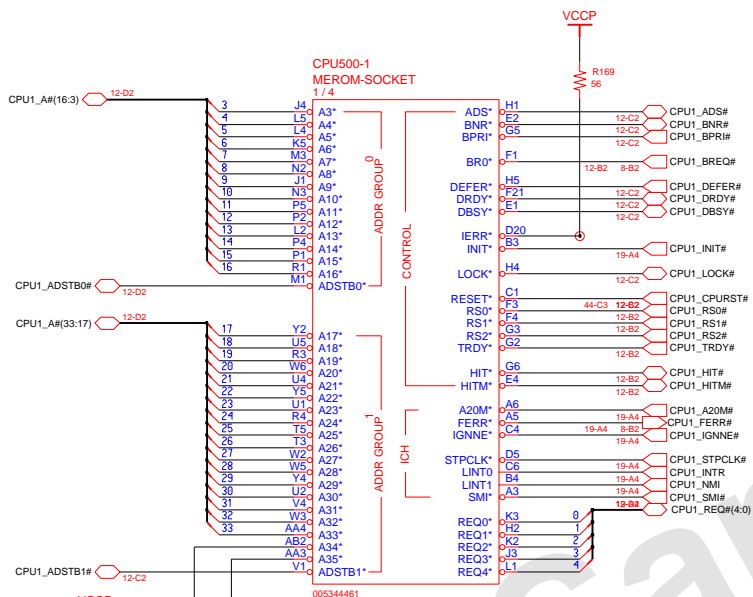 VCCP
R169
56
CPU500-1
MEROM-SOCKET
1 / 4
CPU1_A#(16:3) 12-D2
3 J4 A3*
4 L5 A4*
5 L4 A5*
6 K5 A6*
7 M3 A7*
8 N2 A8*
9 J1 A9*
10 N3 A10*
11 P5 A11*
12 P2 A12*
13 L2 A13*
14 P4 A14*
15 P1 A15*
16 R1 A16*
CPU1_ADSTB0# 12-D2 M1 ADSTB0*
ADDR GROUP 0
CPU1_A#(33:17) 12-D2
17 Y2 A17*
18 U5 A18*
19 R3 A19*
20 W6 A20*
21 U4 A21*
22 Y5 A22*
23 U1 A23*
24 R4 A24*
25 T5 A25*
26 T3 A26*
27 W2 A27*
28 W5 A28*
29 Y4 A29*
30 U2 A30*
31 V4 A31*
32 W3 A32*
33 AA4 A33*
AB2 A34*
AA3 A35*
CPU1_ADSTB1# 12-C2 V1 ADSTB1*
ADDR GROUP 1
CONTROL
ICH
ADS* H1 12-C2 CPU1_ADS#
BNR* E2 12-C2 CPU1_BNR#
BPRI* G5 12-C2 CPU1_BPRI#
BR0* F1 12-B2 8-B2 CPU1_BREQ#
DEFER* H5 12-C2 CPU1_DEFER#
DRDY* F21 12-C2 CPU1_DRDY#
DBSY* E1 12-C2 CPU1_DBSY#
IERR* D20
INIT* B3 19-A4 CPU1_INIT#
LOCK* H4 12-C2 CPU1_LOCK#
RESET* C1 44-C3 12-B2 CPU1_CPURST#
RS0* F3 12-B2 CPU1_RS0#
RS1* F4 12-B2 CPU1_RS1#
RS2* G3 12-B2 CPU1_RS2#
TRDY* G2 12-B2 CPU1_TRDY#
HIT* G6 12-B2 CPU1_HIT#
HITM* E4 12-B2 CPU1_HITM#
A20M* A6 19-A4 CPU1_A20M#
FERR* A5 19-A4 8-B2 CPU1_FERR#
IGNNE* C4 19-A4 CPU1_IGNNE#
STPCLK* D5 19-A4 CPU1_STPCLK#
LINT0 C6 19-A4 CPU1_INTR
LINT1 B4 19-A4 CPU1_NMI
SMI* A3 19-A4 CPU1_SMI#
12-B2 CPU1_REQ#(4:0)
REQ0* K3 0
REQ1* H2 1
REQ2* K2 2
REQ3* J3 3
REQ4* L1 4
005344461